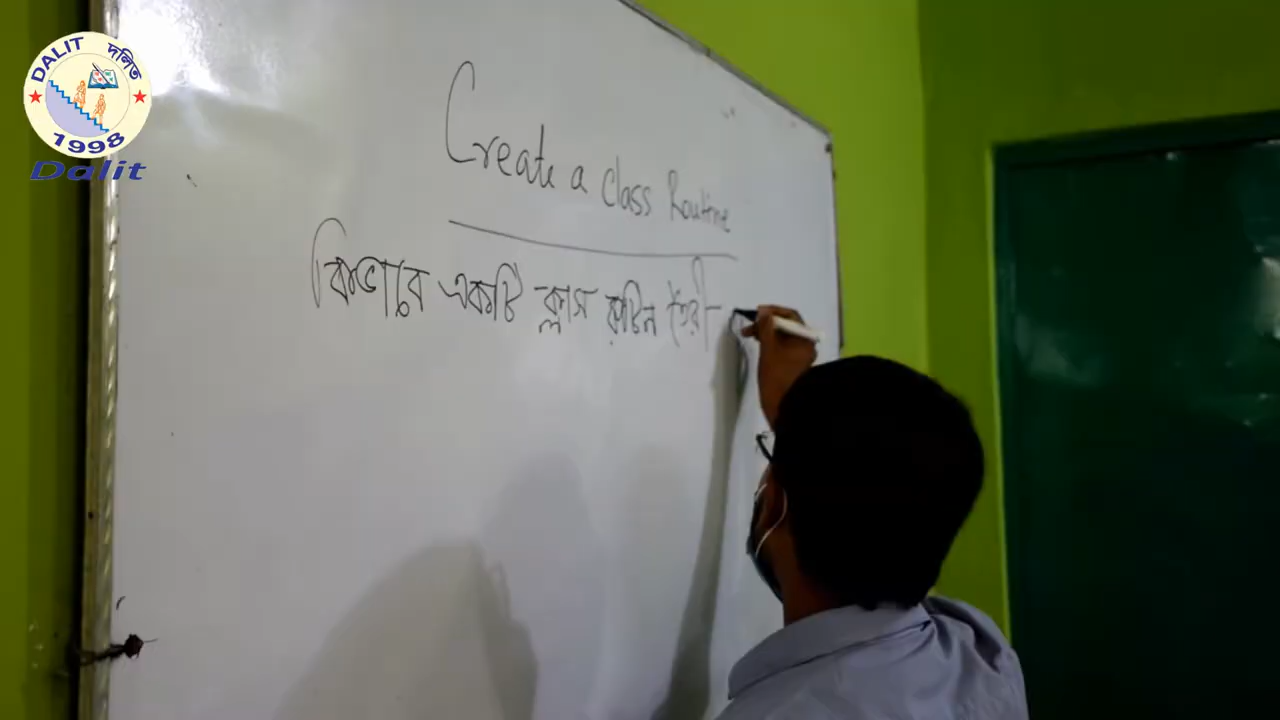 DALIT দলিত
1998
Dalit
Create a class Routine
কিভাবে একটি ক্লাস রুটিন তৈরী